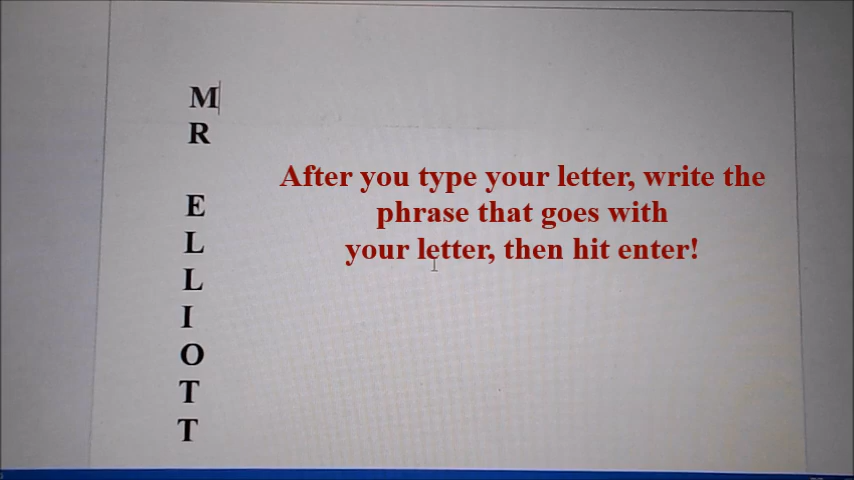 M
R
E
L
L
I
O
T
T
After you type your letter, write the
phrase that goes with
your letter, then hit enter!